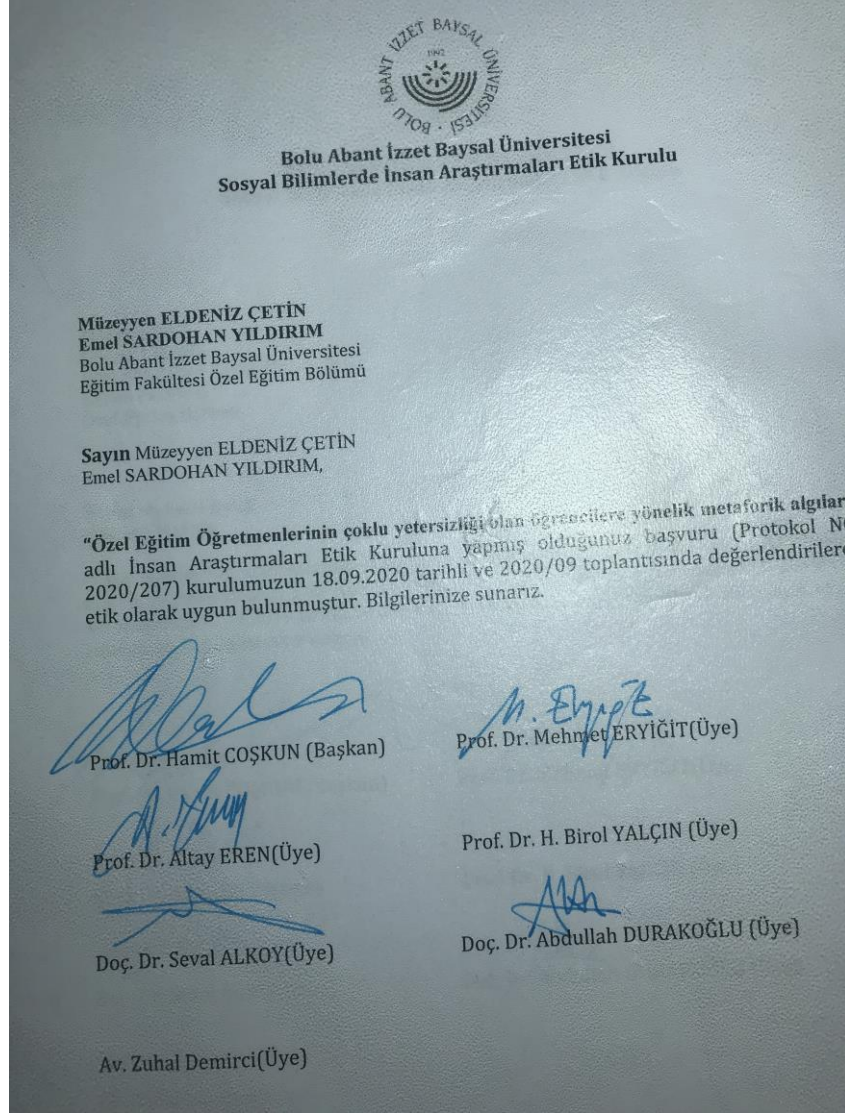 BOLU ABANT İZZET BAYSAL ÜNİVERSİTESİ
1992
Bolu Abant İzzet Baysal Üniversitesi
Sosyal Bilimlerde İnsan Araştırmaları Etik Kurulu
Müzeyyen ELDENİZ ÇETİN
Emel SARDOHAN YILDIRIM
Bolu Abant İzzet Baysal Üniversitesi
Eğitim Fakültesi Özel Eğitim Bölümü
Sayın Müzeyyen ELDENİZ ÇETİN
Emel SARDOHAN YILDIRIM,
"Özel Eğitim Öğretmenlerinin çoklu yetersizliği olan öğrencilere yönelik metaforik algılar
adlı İnsan Araştırmaları Etik Kuruluna yapmış olduğunuz başvuru (Protokol N
2020/207) kurulumuzun 18.09.2020 tarihli ve 2020/09 toplantısında değerlendirilere
etik olarak uygun bulunmuştur. Bilgilerinize sunarız.
M. Eryiğit
Prof. Dr. Hamit COŞKUN (Başkan)
Prof. Dr. Mehmet ERYİĞİT(Üye)
Prof. Dr. Altay EREN(Üye)
Prof. Dr. H. Birol YALÇIN (Üye)
Doç. Dr. Seval ALKOY(Üye)
Doç. Dr. Abdullah DURAKOĞLU (Üye)
Av. Zuhal Demirci(Üye)